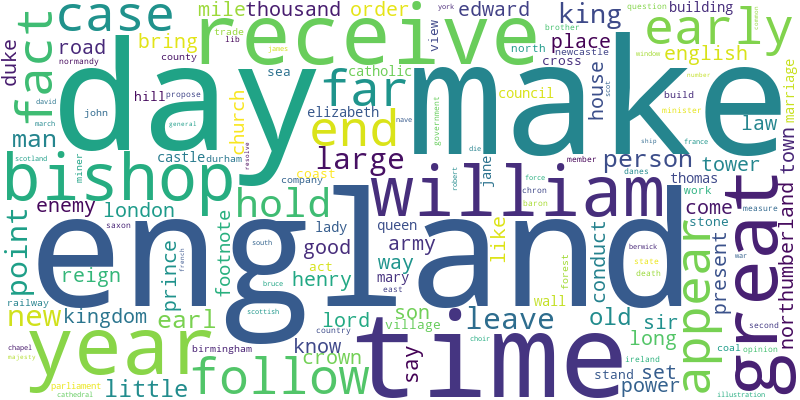 case
mile
thousand
order
edward
king
building
early
duke
fact
road
bring
trade
lib
york
brother
receive
view
north
newcastle
place
cross
question
english
window
james
normandy
county
sea
catholic
day
make
far
house
scot
build
minister
number
common
marriage
david
john
hill
propose
march
general
church
elizabeth
end
council
government
nave
die
ship
france
law
man
scotland
miner
castle
durham
resolve
large
jane
member
person
tower
bishop
coast
company
william
robert
force
danes
chron
baron
thomas
work
come
stone
measure
town
great
enemy
point
london
saxon
hold
footnote
lady
queen
good
army
like
conduct
berwick
state
death
appear
present
war
northumberland
england
south
french
prince
reign
bruce
act
henry
way
mary
east
wall
forest
railway
new
kingdom
earl
scottish
country
lord
son
village
leave
old
sir
long
coal
second
opinion
year
chapel
majesty
parliament
cathedral
birmingham
know
crown
choir
say
time
ireland
stand
set
power
little
follow
illustration